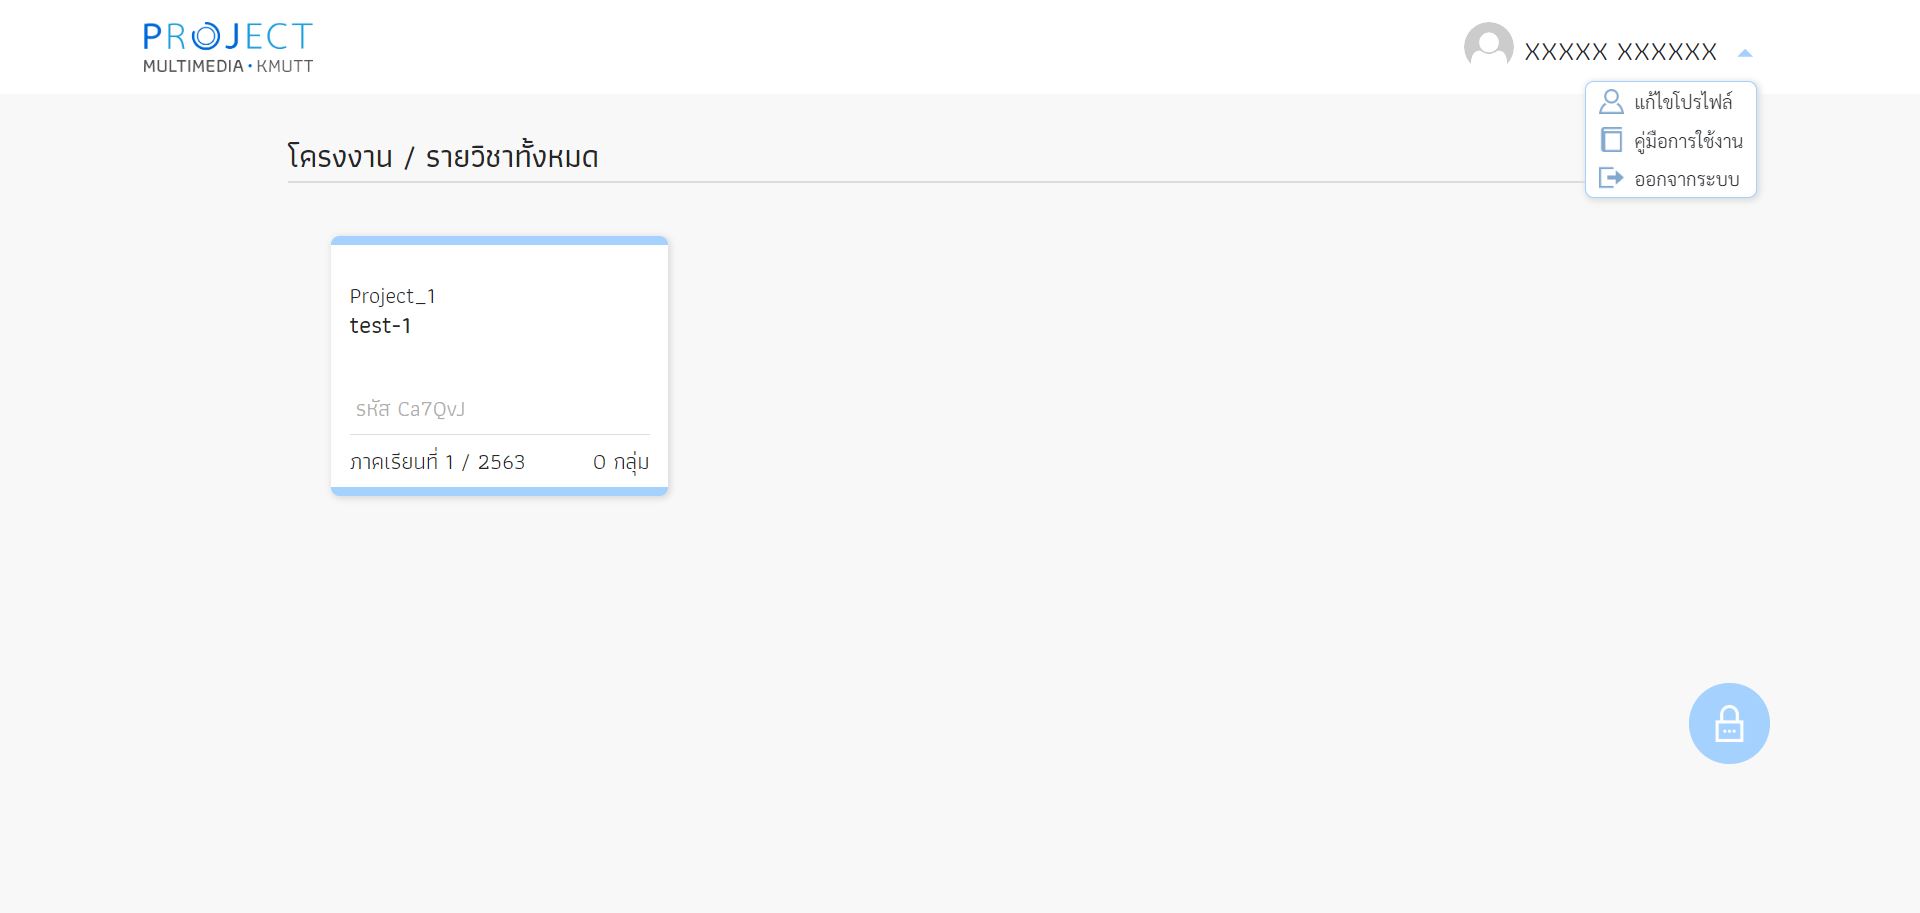 PROJECT
MULTIMEDIA • KMUTT
XXXXX XXXXXX
แก้ไขโปรไฟล์
คู่มือการใช้งาน
ออกจากระบบ
โครงงาน / รายวิชาทั้งหมด
Project_1
test-1
รหัส Ca7QvJ
ภาคเรียนที่ 1 / 2563 0 กลุ่ม